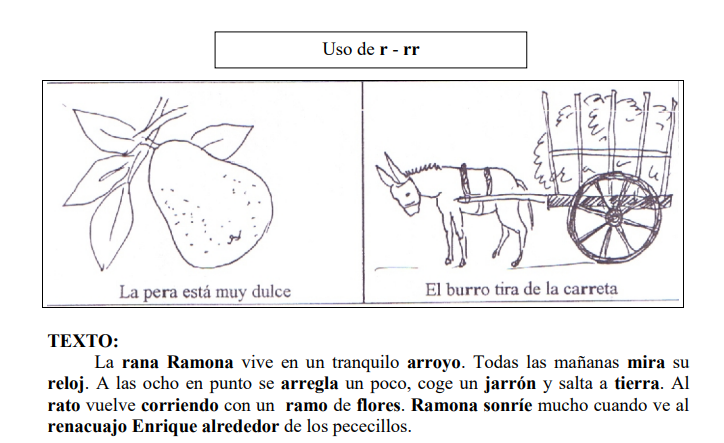 Uso de r - rr
La pera está muy dulce
El burro tira de la carreta
TEXTO:
La rana Ramona vive en un tranquilo arroyo. Todas las mañanas mira su
reloj. A las ocho en punto se arregla un poco, coge un jarrón y salta a tierra. Al
rato vuelve corriendo con un ramo de flores. Ramona sonríe mucho cuando ve al
renacuajo Enrique alrededor de los pececillos.